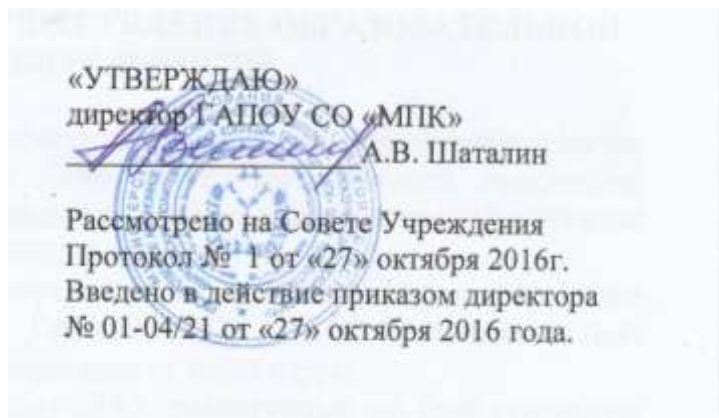 «УТВЕРЖДАЮ»
директор ГАПОУ СО «МПК»
А.В. Шаталин
Рассмотрено на Совете Учреждения
Протокол № 1 от «27» октября 2016г.
Введено в действие приказом директора
№ 01-04/21 от «27» октября 2016 года.